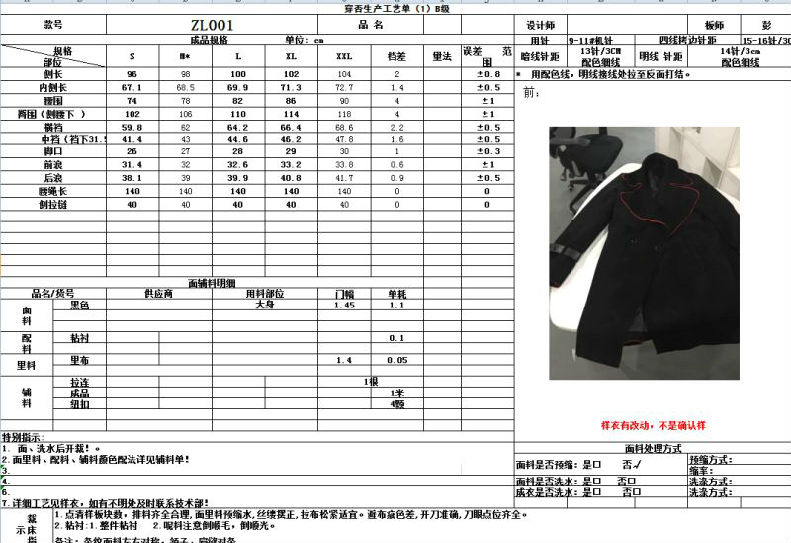 穿否生产工艺单（1）B级
款号 ZL001 品 名 设计师 板师 彭
成品规格 单位：cm 用针 9-11#机针 四线拷边针距 15-16针/3C
规格 部位 S M* L XL XXL 档差 量法 误差 范围 暗线针距 13针/3CM 配色细线 明线 针距 14针/3cm 配色细线
侧长 96 98 100 102 104 2 ±0.8 * 用配色线，明线接线处拉至反面打结。
内侧长 67.1 68.5 69.9 71.3 72.7 1.4 ±0.5 前：
腰围 74 78 82 86 90 4 ±1
臀围（侧腰下 ） 102 106 110 114 118 4 ±1
横裆 59.8 62 64.2 66.4 68.6 2.2 ±0.5
中裆（裆下31.5 41.4 43 44.6 46.2 47.8 1.6 ±0.5
脚口 26 27 28 29 30 1 ±0.3
前浪 31.4 32 32.6 33.2 33.8 0.6 ±1
后浪 38.1 39 39.9 40.8 41.7 0.9 ±0.5
腰绳长 140 140 140 140 140 0 0
侧拉链 40 40 40 40 40 0 0
面辅料明细
品名/货号 供应商 用料部位 门幅 单耗
面料 黑色 大身 1.45 1.1
配料 粘衬 0.1
里料 里布 1.4 0.05
辅料 拉连 1根
成品 1米
纽扣 4颗
样衣有改动，不是确认样
特别指示：
1. 面、洗水后开裁！。
2.面里料、配料、辅料颜色配法详见辅料单！
3.
4.
6.
7.详细工艺见样衣，如有不明处及时联系技术部！
面料处理方式
面料是否预缩：是口 否√ 预缩方式：
缩率：
面料是否洗水：是口 否口 洗涤方式：
成衣是否洗水：是口 否口 洗涤方式：
裁床指示 1.点清样板块数，排料齐全合理，面里料预缩水，丝缕摆正，拉布松紧适宜。避布痕色差，开刀准确，刀眼点位齐全。
2.粘衬:1.整件粘衬 2.呢料注意倒顺毛，倒顺光。